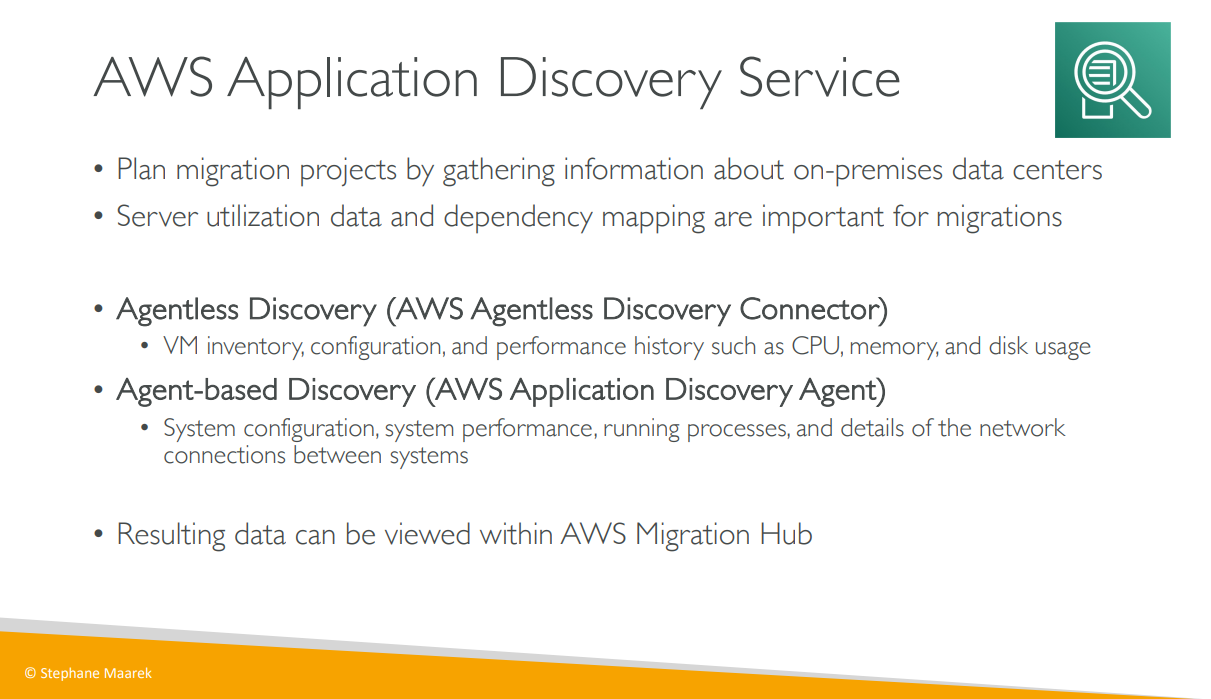 AWS Application Discovery Service
• Plan migration projects by gathering information about on-premises data centers
• Server utilization data and dependency mapping are important for migrations
• Agentless Discovery (AWS Agentless Discovery Connector)
• VM inventory, configuration, and performance history such as CPU, memory, and disk usage
• Agent-based Discovery (AWS Application Discovery Agent)
• System configuration, system performance, running processes, and details of the network
connections between systems
• Resulting data can be viewed within AWS Migration Hub
© Stephane Maarek